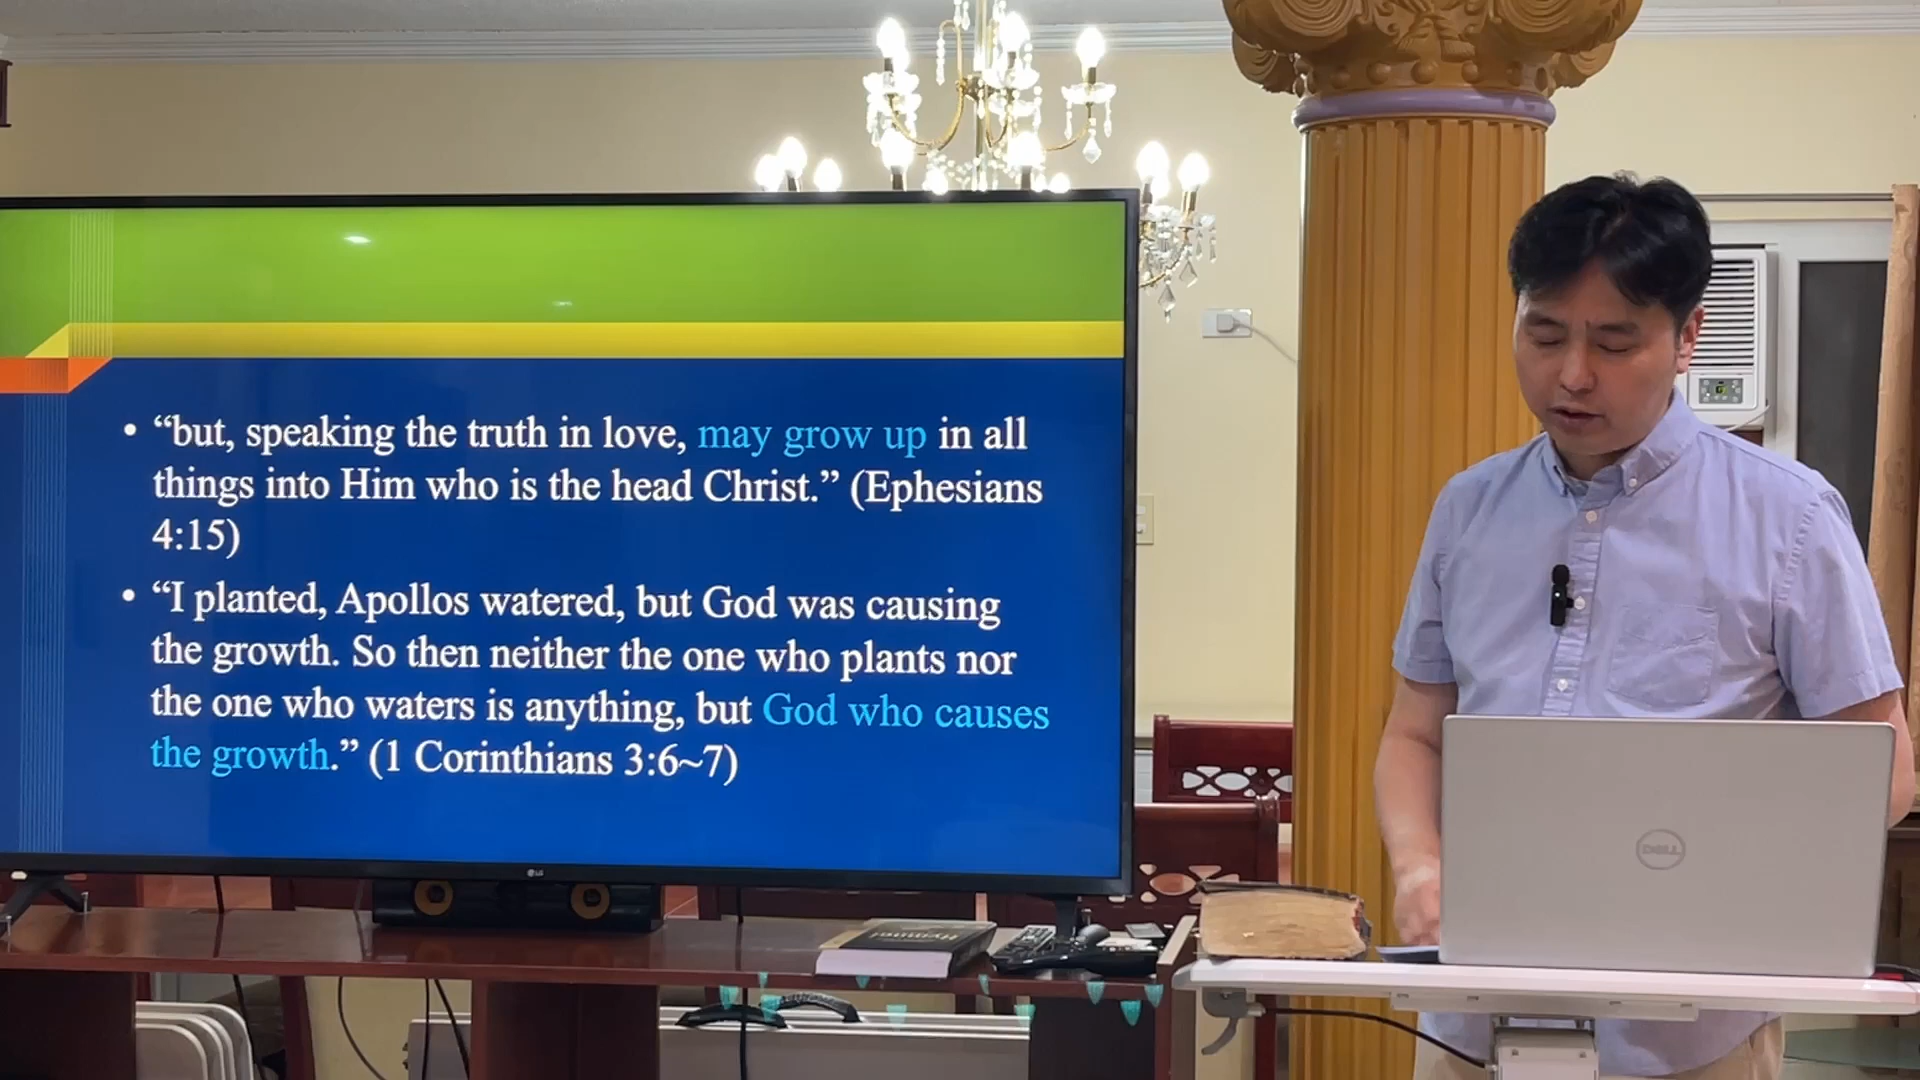 • “but, speaking the truth in love, may grow up in all
things into Him who is the head Christ.” (Ephesians
4:15)
• “I planted, Apollos watered, but God was causing
the growth. So then neither the one who plants nor
the one who waters is anything, but God who causes
the growth.” (1 Corinthians 3:6~7)
LG
Hymnal
DELL